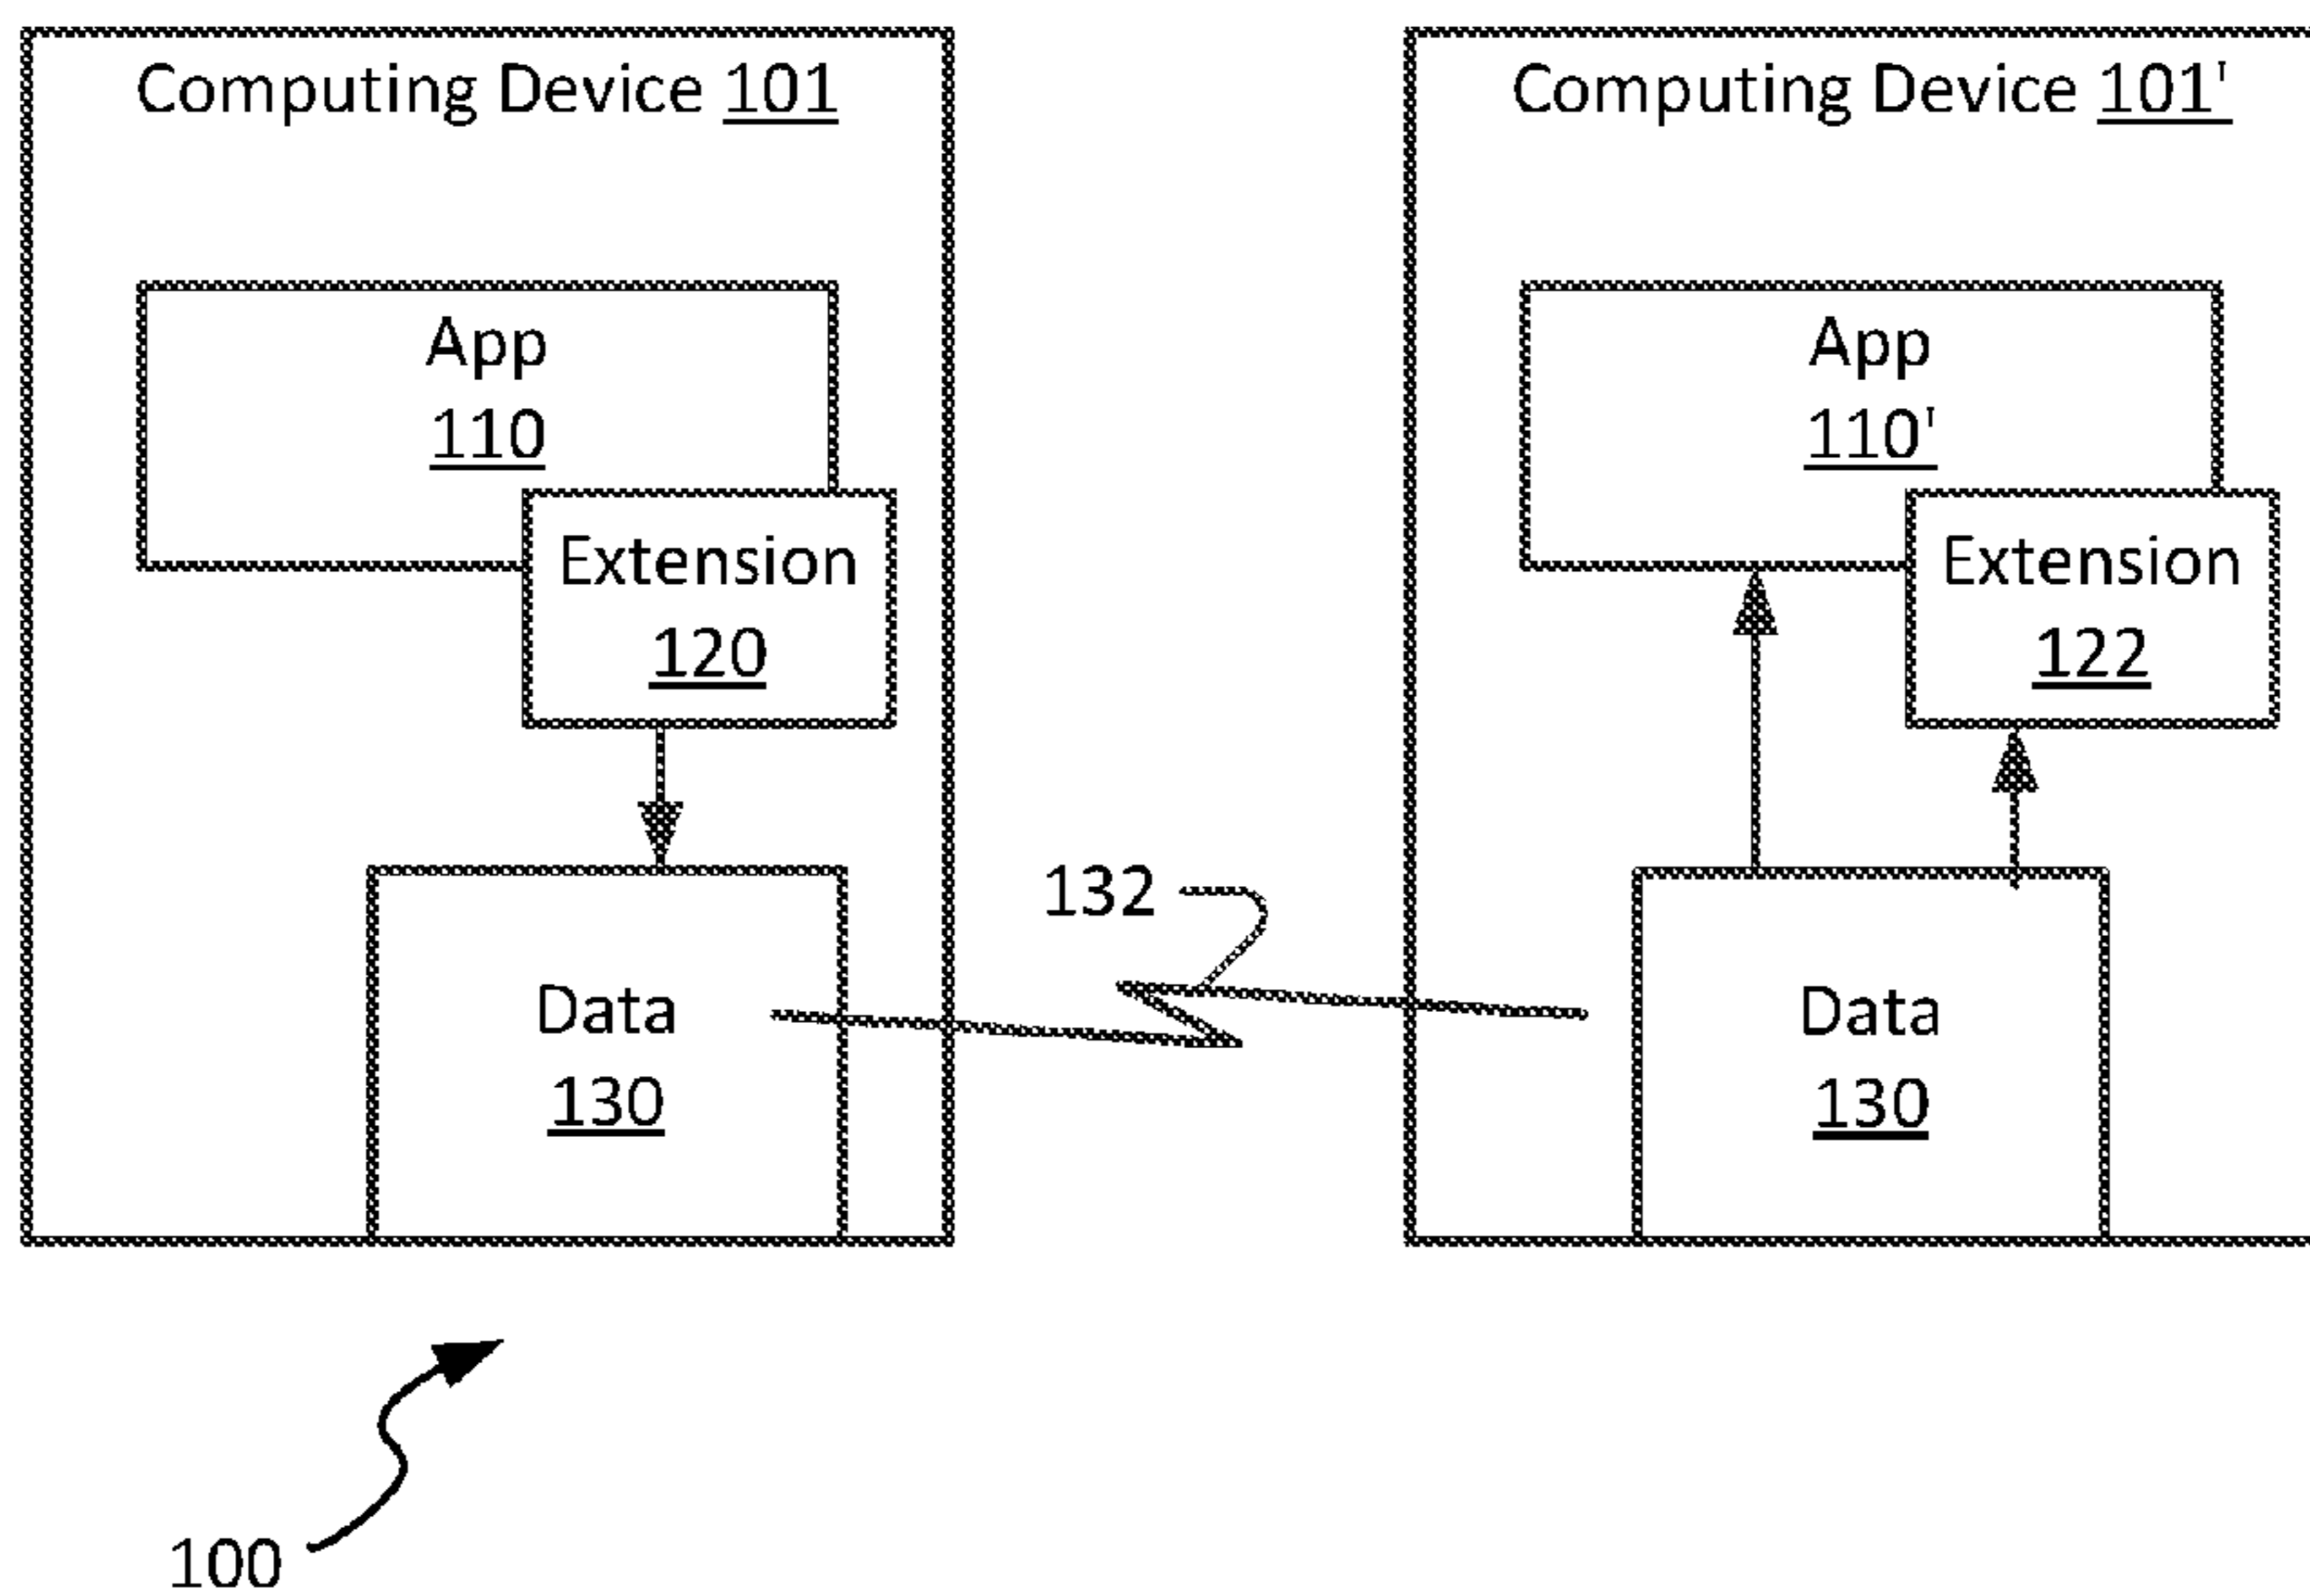 Computing Device 101
App
110
Extension
120
Data
130
132
Computing Device 101'
App
110'
Extension
122
Data
130
100